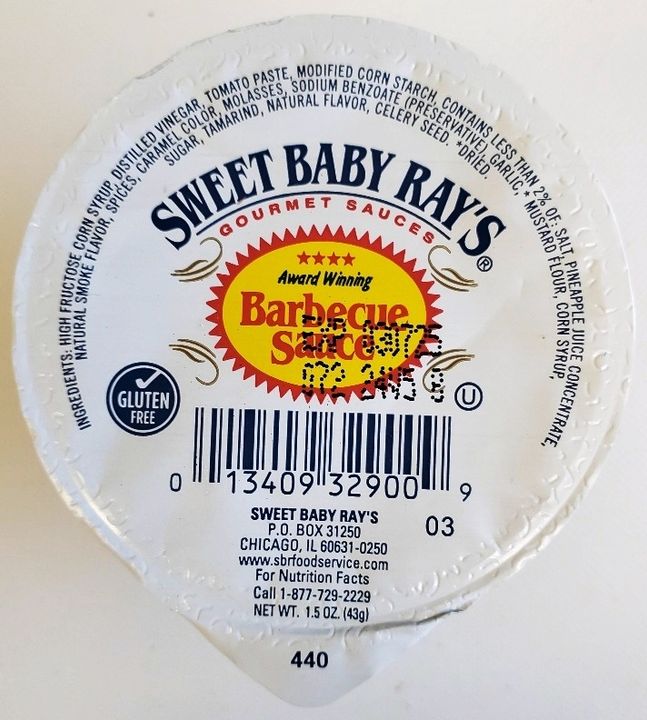 INGREDIENTS: HIGH FRUCTOSE CORN SYRUP, DISTILLED VINEGAR, TOMATO PASTE, MODIFIED CORN STARCH, CONTAINS LESS THAN 2% OF: SALT, PINEAPPLE JUICE CONCENTRATE,
NATURAL SMOKE FLAVOR, SPICES, CARAMEL COLOR, MOLASSES, SODIUM BENZOATE (PRESERVATIVE), GARLIC,* MUSTARD FLOUR, CORN SYRUP,
SUGAR, TAMARIND, NATURAL FLAVOR, CELERY SEED. *DRIED.
SWEET BABY RAY'S®
GOURMET SAUCES
Award Winning
Barbecue
Sauce
GLUTEN
FREE
U
0 13409 32900 9
SWEET BABY RAY'S
P.O. BOX 31250
03
CHICAGO, IL 60631-0250
www.sbrfoodservice.com
For Nutrition Facts
Call 1-877-729-2229
NET WT. 1.5 OZ. (43g)
440